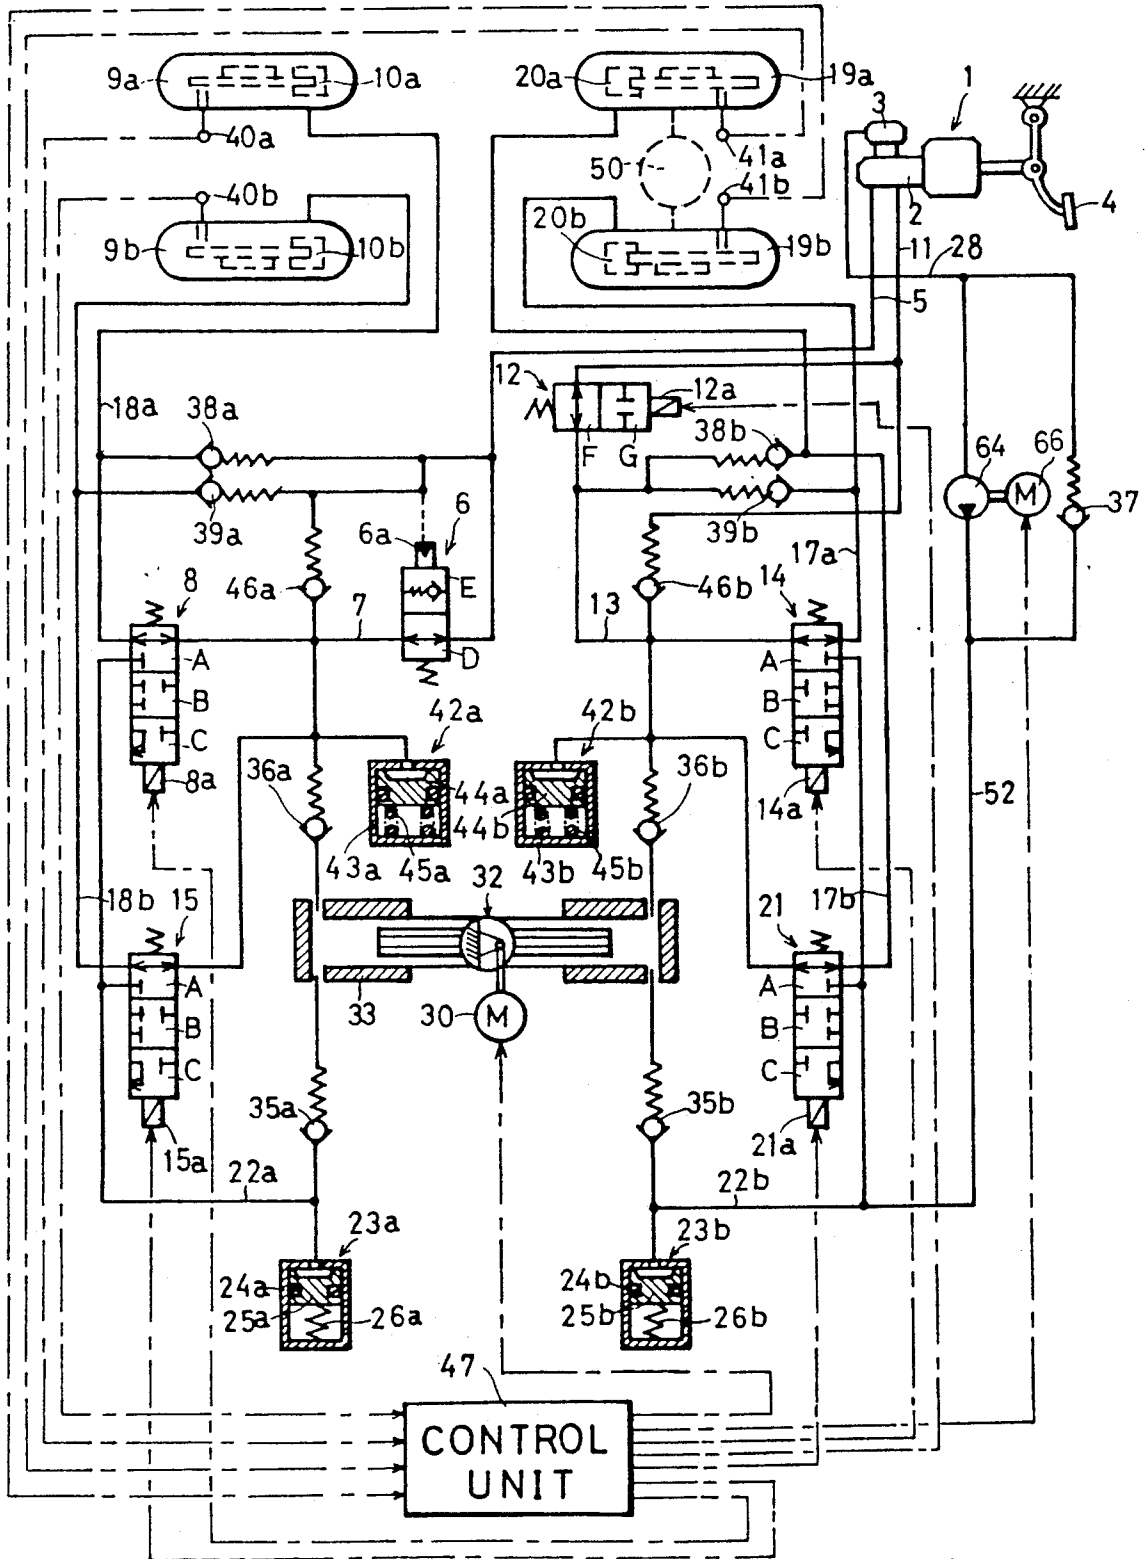 9a
10a
20a
19a
1
3
40a
41a
50
2
4
40b
41b
20b
9b
10b
19b
11
28
5
12
12a
18a
38a
F
G
38b
64
66
M
6
6a
39a
39b
37
17a
8
46a
E
46b
14
7
13
A
D
A
B
42a
42b
B
C
C
36a
36b
8a
44a
14a
52
44b
43a
45a
43b
45b
32
18b
15
21
17b
A
A
33
30
M
B
B
C
C
35a
35b
15a
21a
22a
22b
23a
23b
24a
24b
25a
26a
25b
26b
47
CONTROL
UNIT